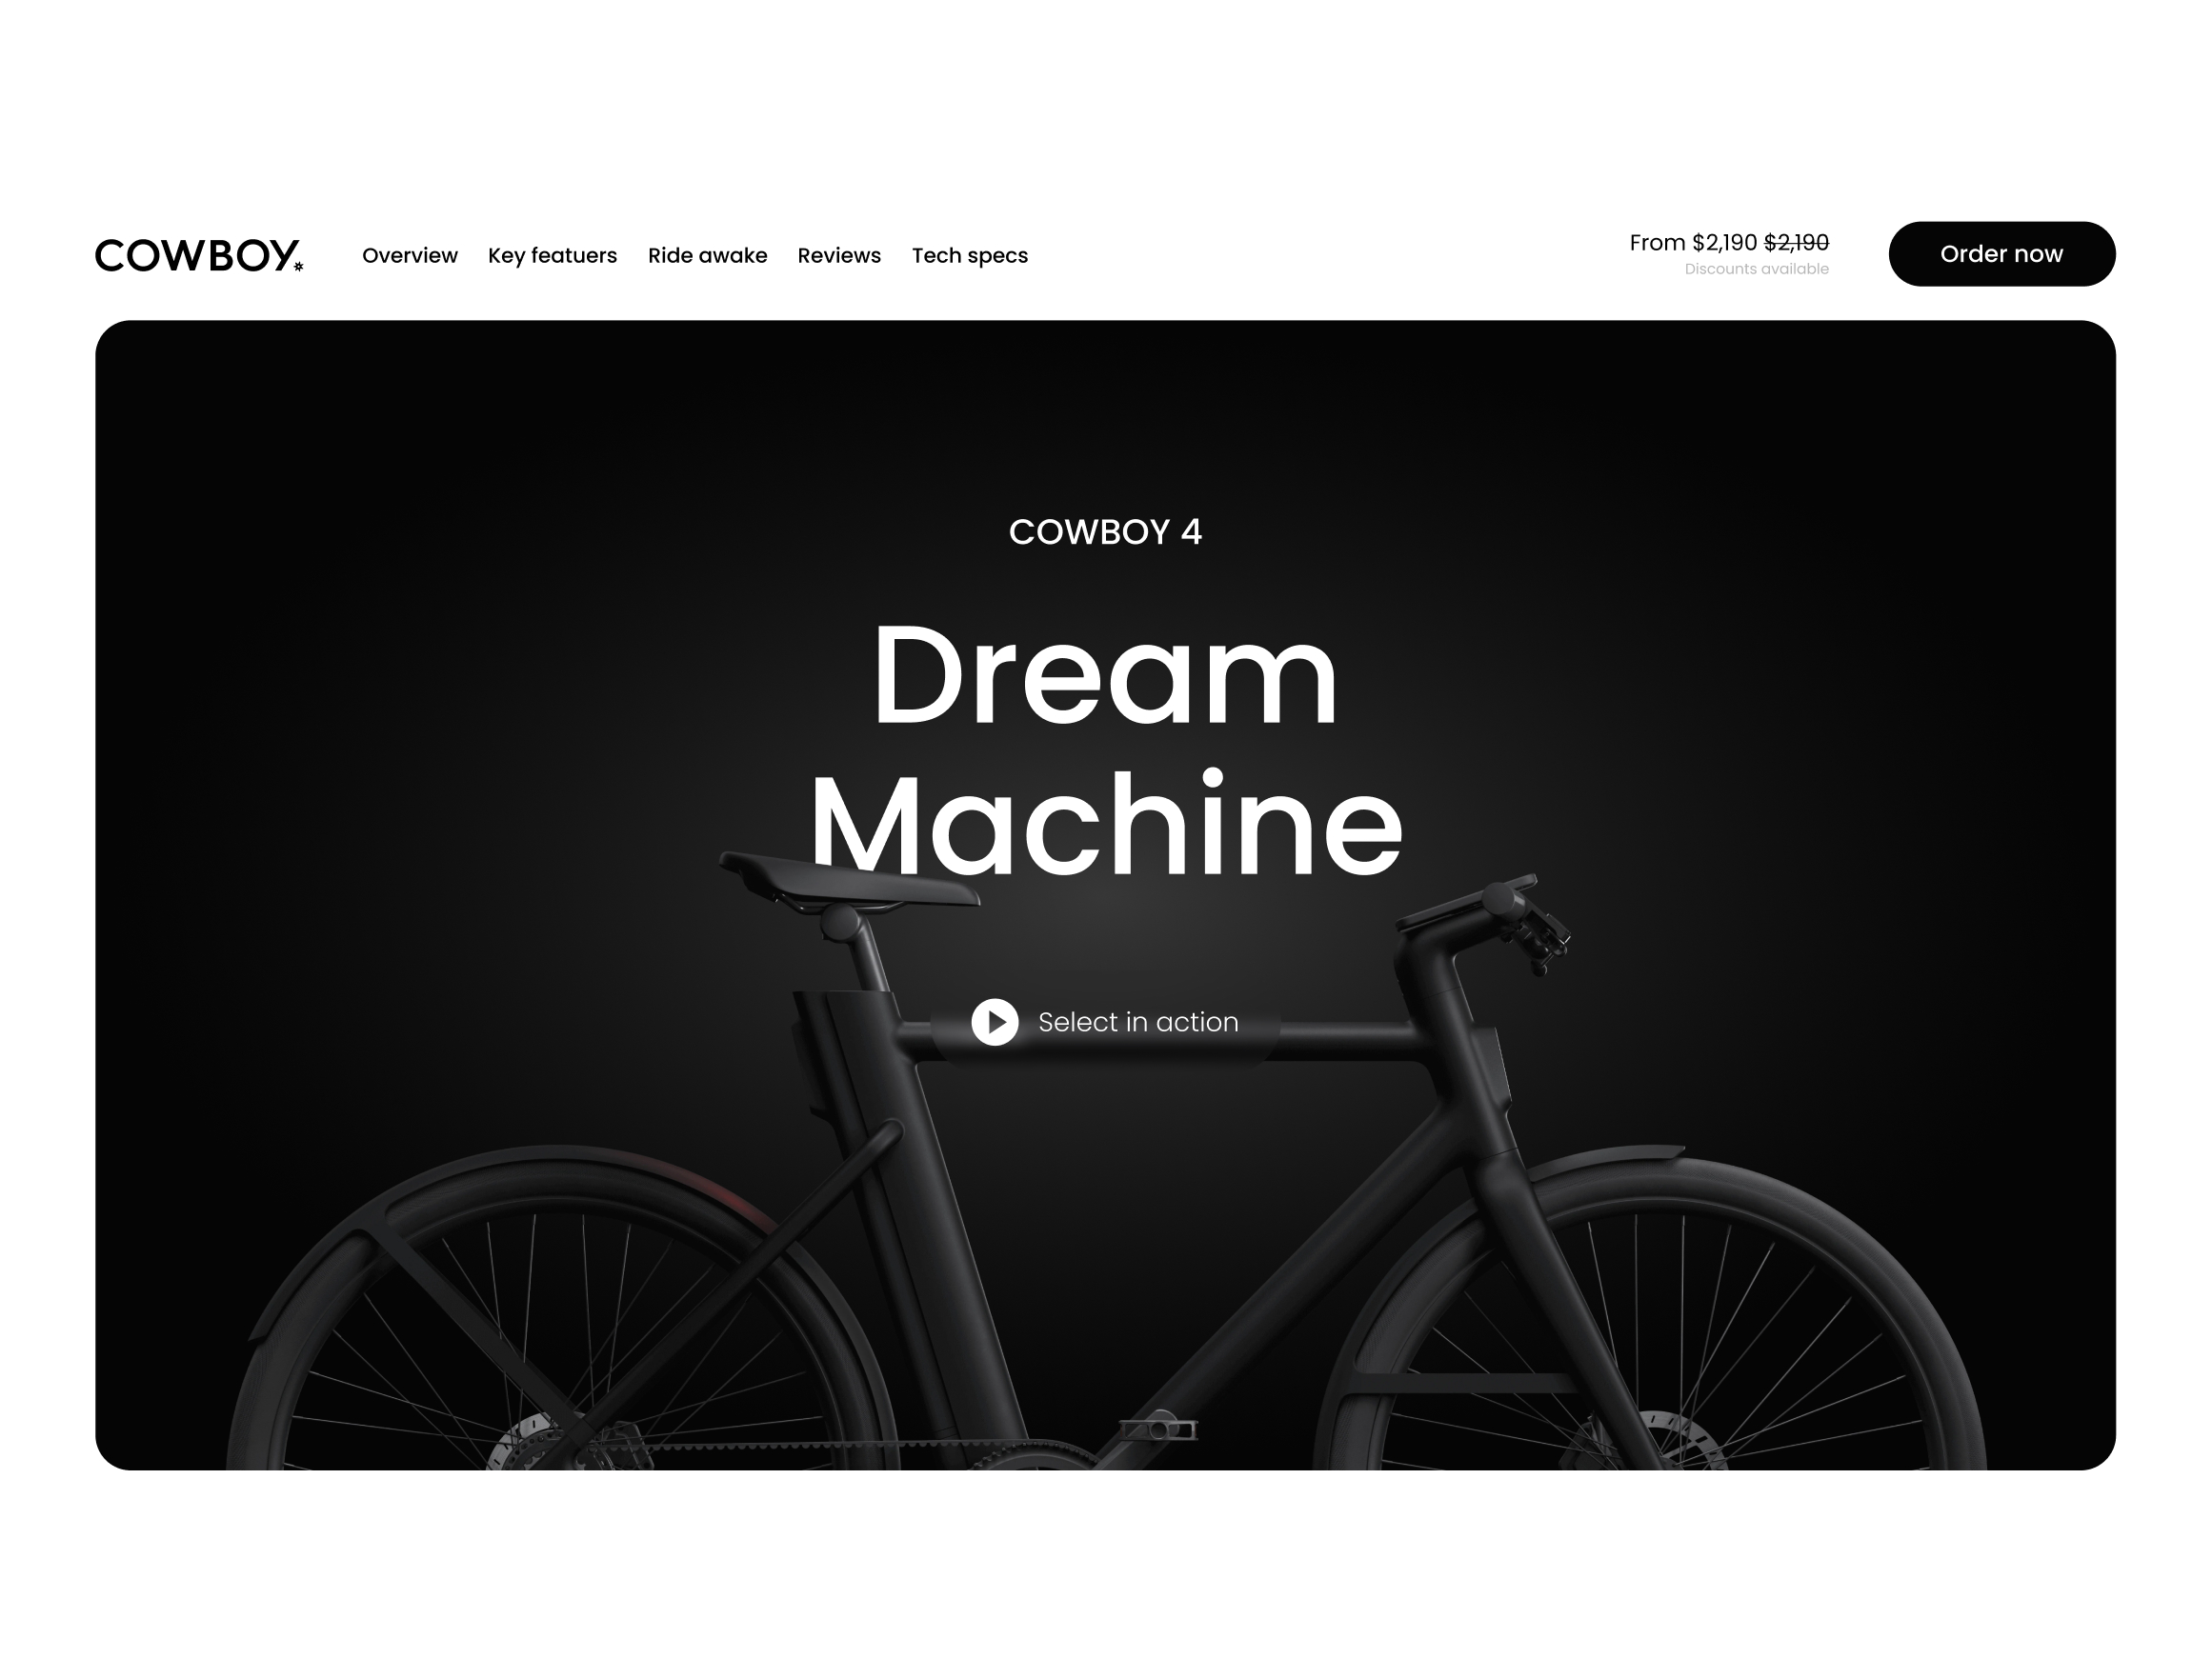 COWBOY
Overview Key featuers Ride awake Reviews Tech specs
From $2,190 $2,190
Discounts available
Order now
COWBOY 4
Dream
Machine
Select in action